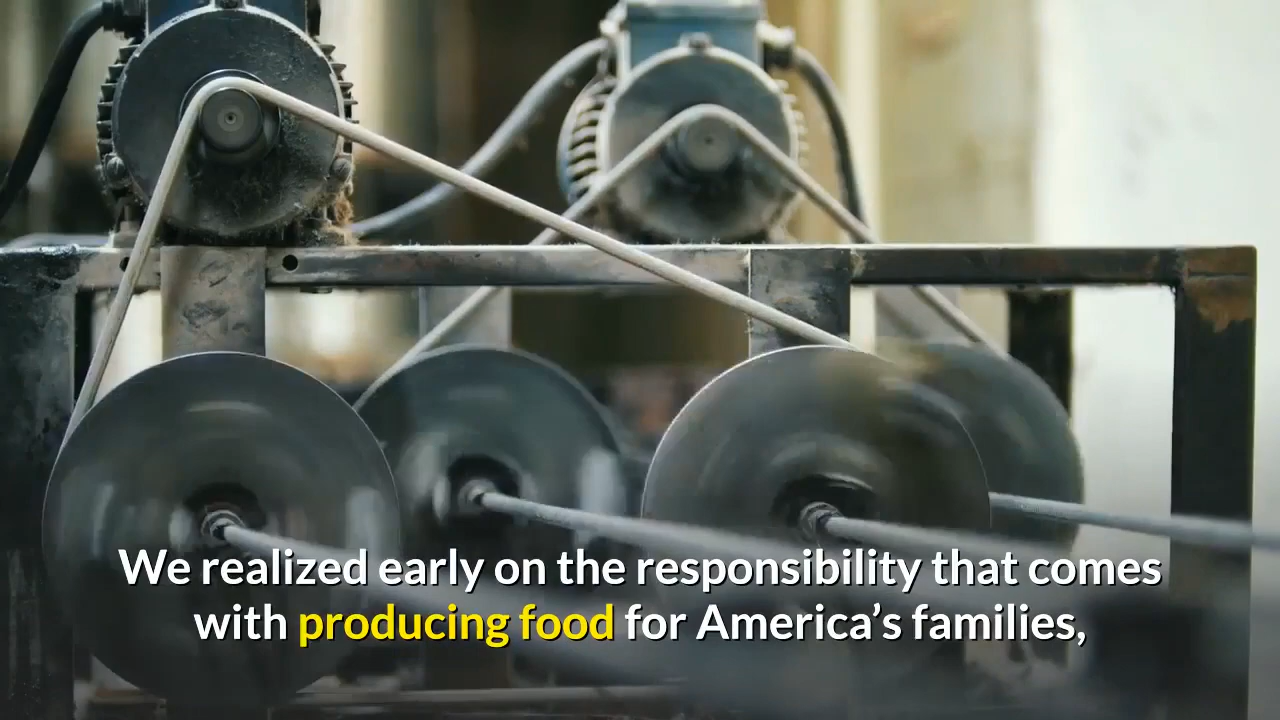 We realized early on the responsibility that comes
with producing food for America’s families,